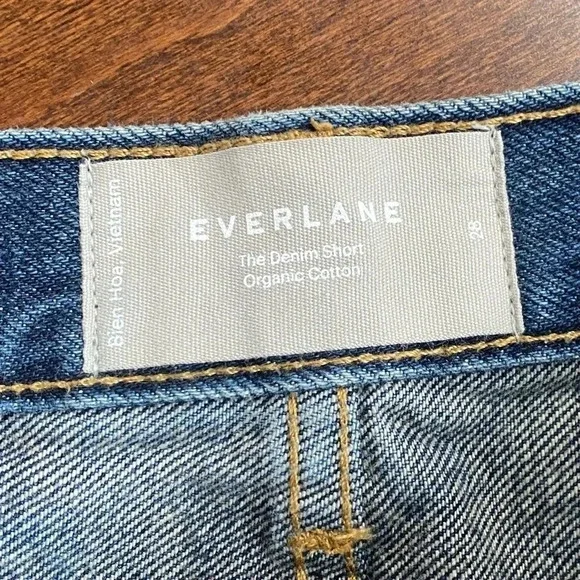 EVERLANE
The Denim Short
Organic Cotton
Bien Hoa, Vietnam
28